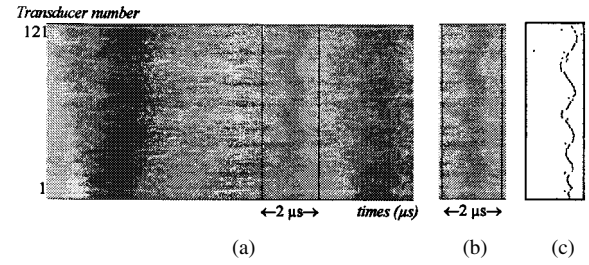 Transducer number
121
1
←2 μs→ times (μs) ←2 μs→
(a) (b) (c)